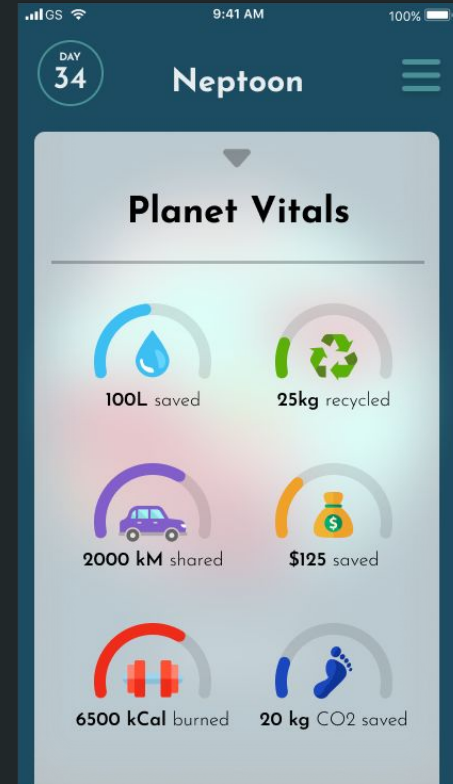 GS 9:41 AM 100%
DAY
34
Neptoon
Planet Vitals
100L saved 25kg recycled
$
2000 kM shared $125 saved
6500 kCal burned 20 kg CO2 saved